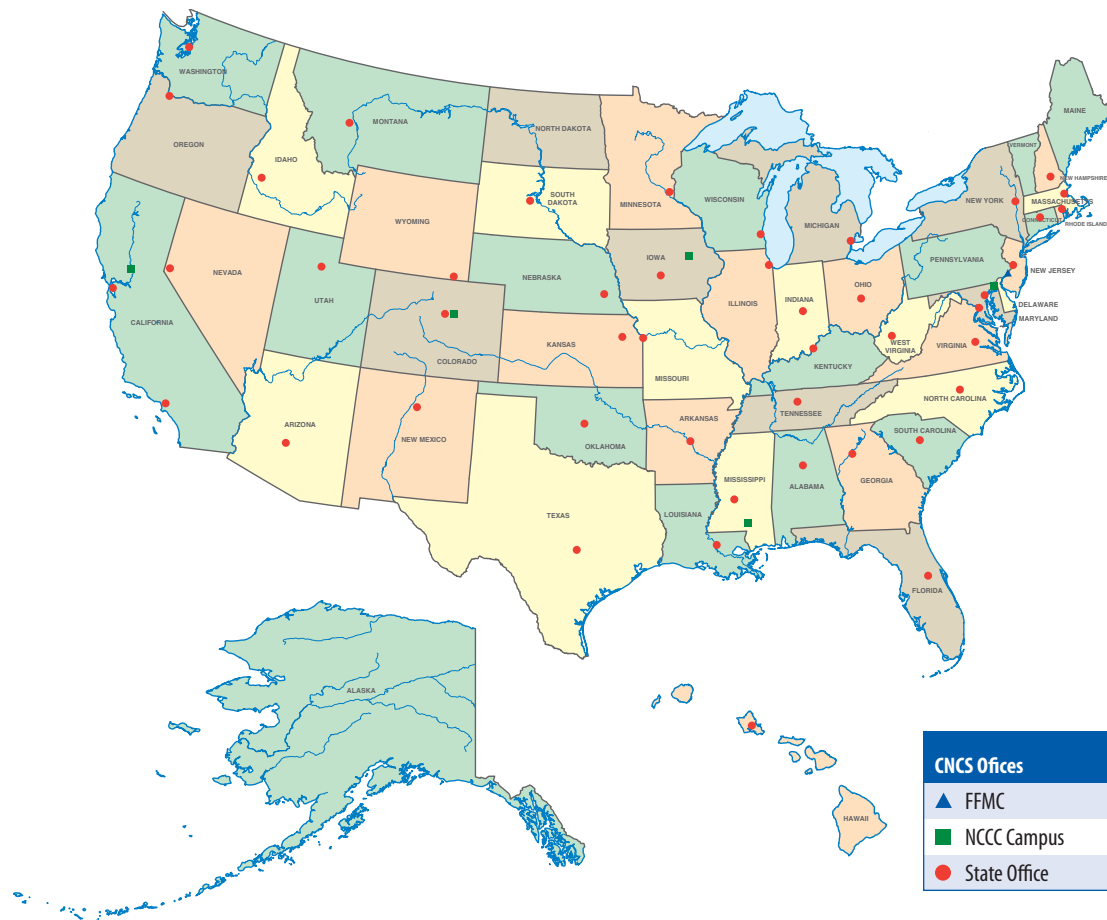 WASHINGTON
MONTANA
NORTH DAKOTA
MAINE
OREGON
IDAHO
SOUTH
DAKOTA
MINNESOTA
WISCONSIN
MICHIGAN
VERMONT
NEW HAMPSHIRE
NEW YORK
MASSACHUSETTS
CONNECTICUT
RHODE ISLAND
WYOMING
NEBRASKA
IOWA
PENNSYLVANIA
NEW JERSEY
NEVADA
UTAH
COLORADO
KANSAS
ILLINOIS
INDIANA
OHIO
DELAWARE
MARYLAND
WEST
VIRGINIA
VIRGINIA
CALIFORNIA
MISSOURI
KENTUCKY
NORTH CAROLINA
TENNESSEE
ARIZONA
NEW MEXICO
OKLAHOMA
ARKANSAS
SOUTH CAROLINA
MISSISSIPPI
ALABAMA
GEORGIA
TEXAS
LOUISIANA
FLORIDA
ALASKA
HAWAII
CNCS Ofices
FFMC
NCCC Campus
State Office